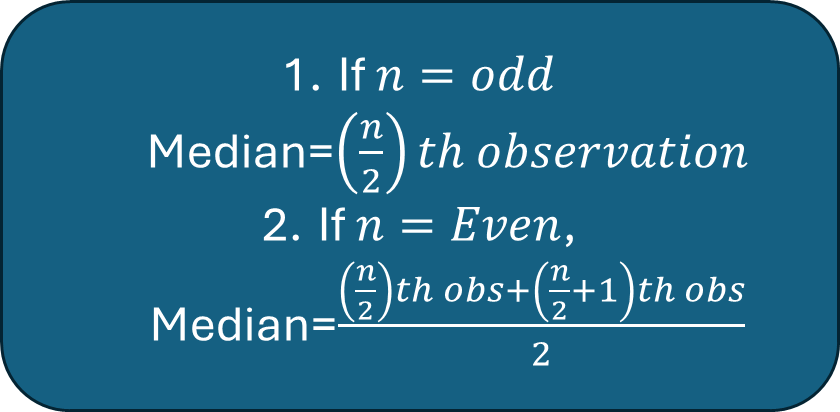 1. If n = odd
Median=(n/2) th observation
2. If n = Even,
Median=((n/2)th obs+(n/2+1)th obs)/2